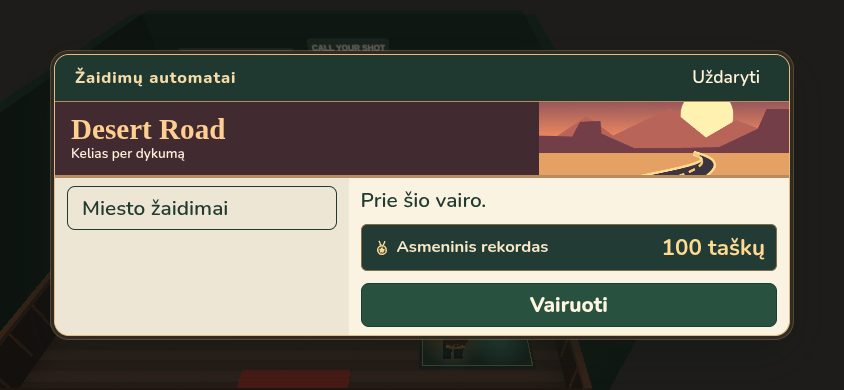 CALL YOUR SHOT
Žaidimų automatai
Uždaryti
Desert Road
Kelias per dykumą
Miesto žaidimai
Prie šio vairo.
Asmeninis rekordas
100 taškų
Vairuoti